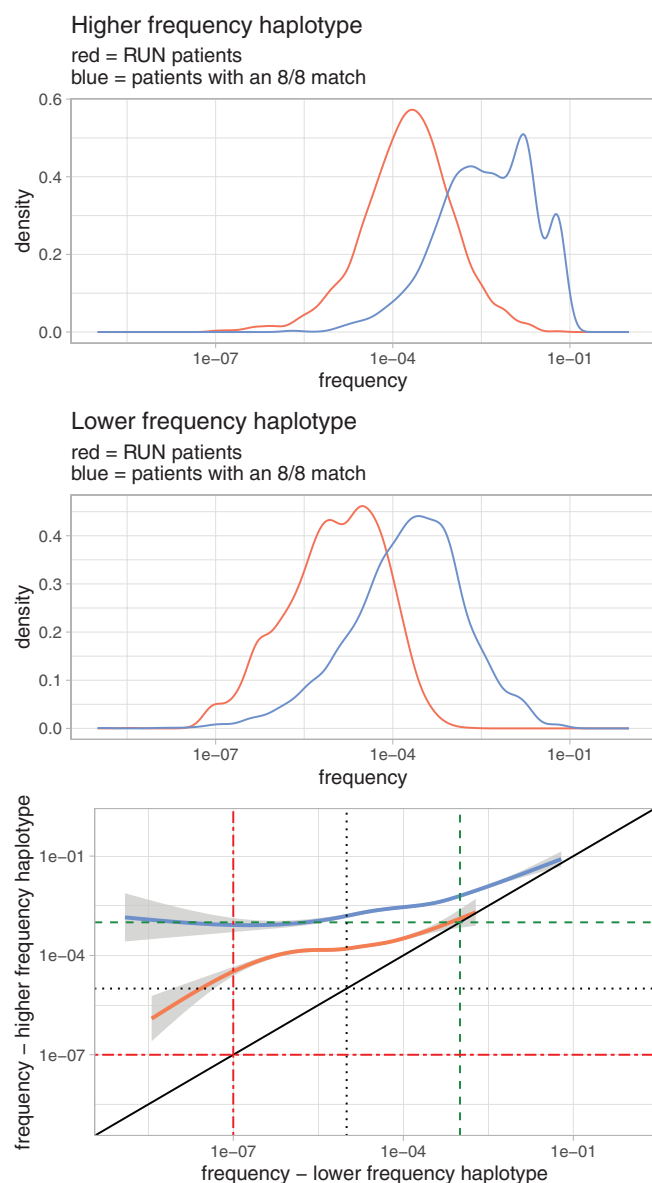 Higher frequency haplotype
red = RUN patients
blue = patients with an 8/8 match
0.6
0.4
0.2
0.0
density
1e−07 1e−04 1e−01
frequency
Lower frequency haplotype
red = RUN patients
blue = patients with an 8/8 match
0.4
0.3
0.2
0.1
0.0
density
1e−07 1e−04 1e−01
frequency
frequency − higher frequency haplotype
1e−01
1e−04
1e−07
1e−07 1e−04 1e−01
frequency − lower frequency haplotype